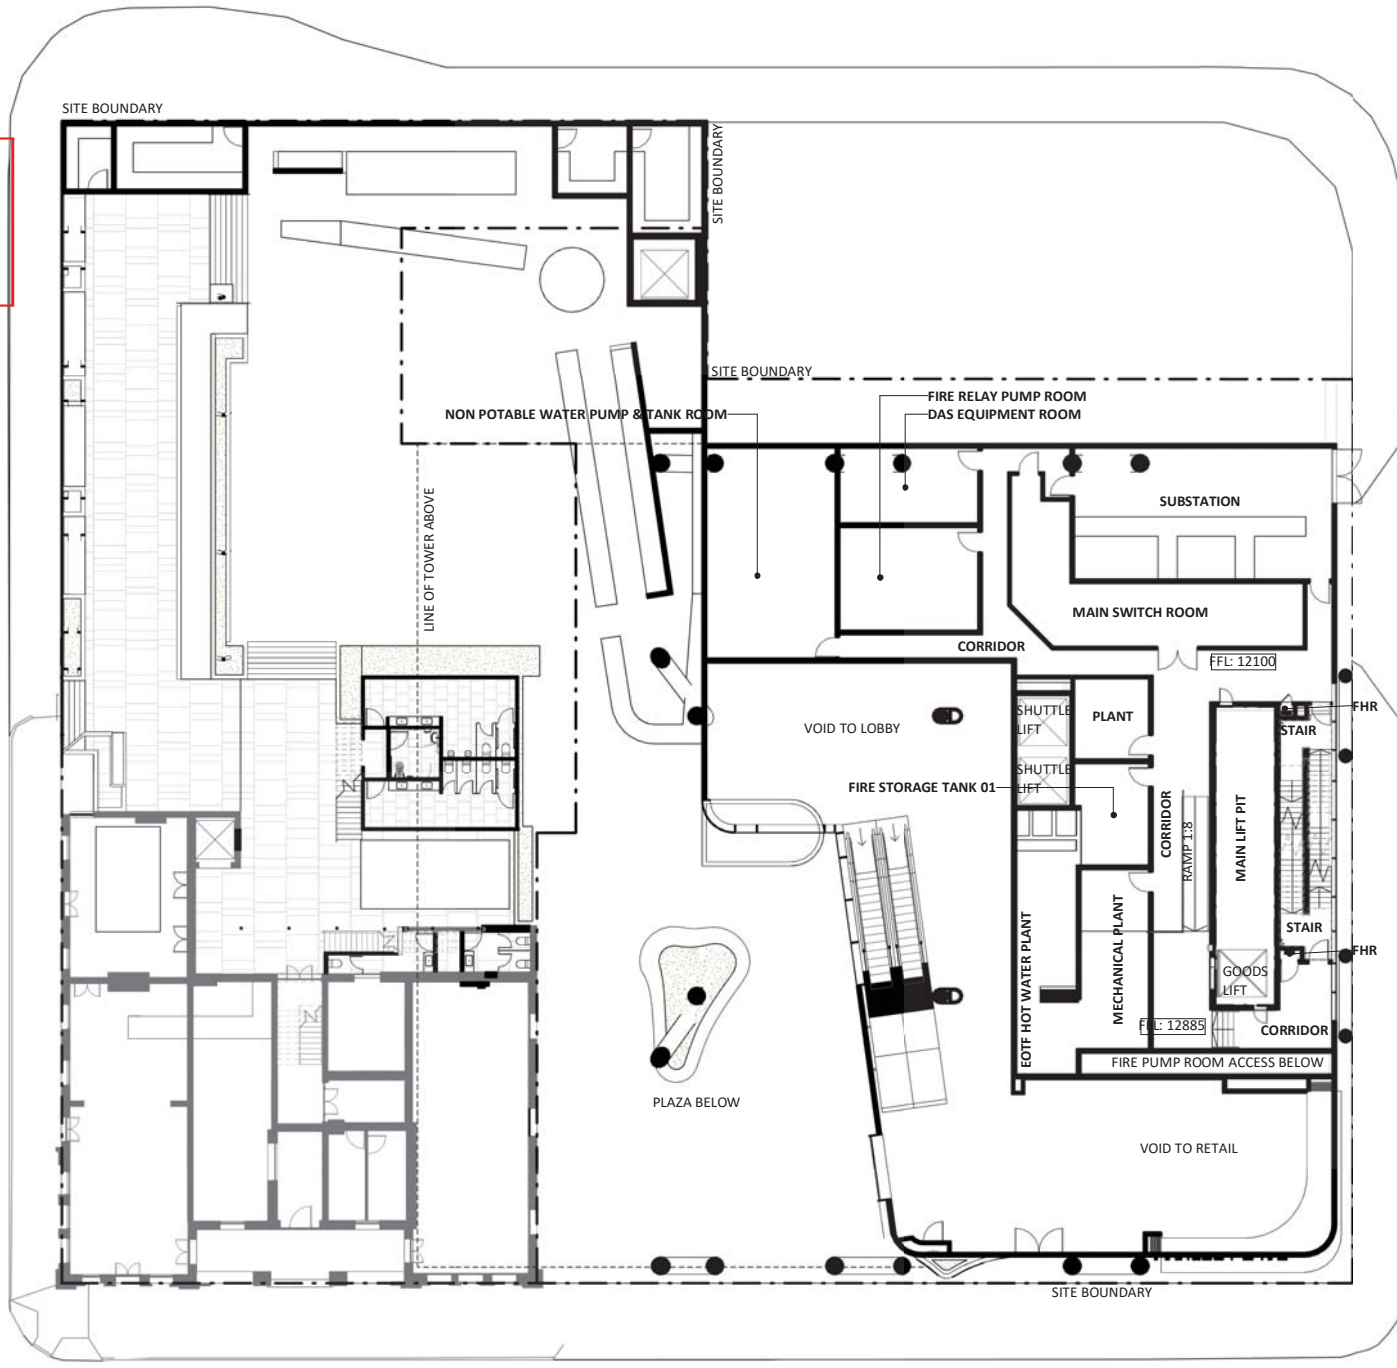 SITE BOUNDARY
SITE BOUNDARY
SITE BOUNDARY
FIRE RELAY PUMP ROOM
NON POTABLE WATER PUMP & TANK ROOM
DAS EQUIPMENT ROOM
SUBSTATION
LINE OF TOWER ABOVE
MAIN SWITCH ROOM
CORRIDOR
FFL: 12100
SHUTTLE
LIFT
PLANT
FHR
VOID TO LOBBY
STAIR
SHUTTLE
LIFT
FIRE STORAGE TANK 01
CORRIDOR
RAMP 1:8
MAIN LIFT PIT
EOTF HOT WATER PLANT
MECHANICAL PLANT
STAIR
FHR
GOODS
LIFT
FFL: 12885
CORRIDOR
FIRE PUMP ROOM ACCESS BELOW
PLAZA BELOW
VOID TO RETAIL
SITE BOUNDARY